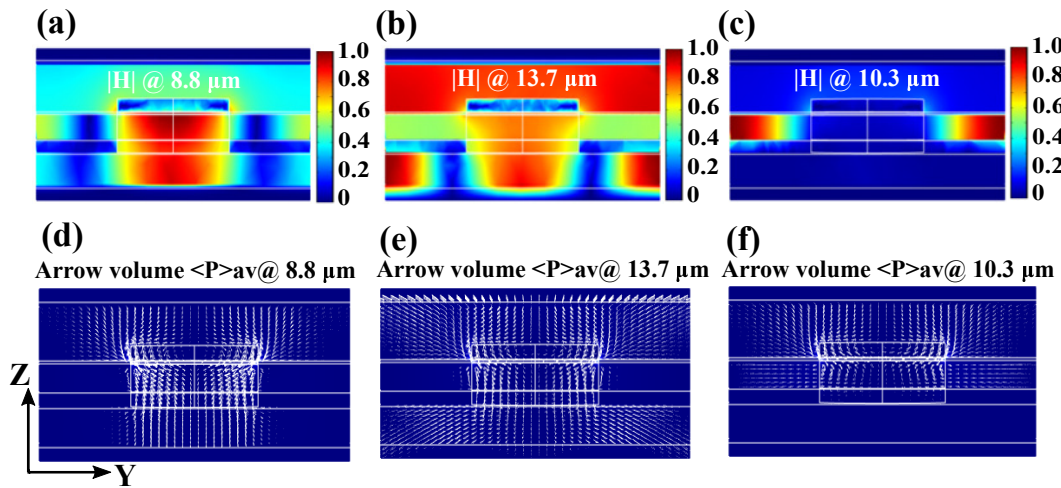 (a) (b) (c)
|H| @ 8.8 μm 1.0 0.8 0.6 0.4 0.2 0
|H| @ 13.7 μm 1.0 0.8 0.6 0.4 0.2 0
|H| @ 10.3 μm 1.0 0.8 0.6 0.4 0.2 0
(d) (e) (f)
Arrow volume <P>av@ 8.8 μm
Arrow volume <P>av@ 13.7 μm
Arrow volume <P>av@ 10.3 μm
Z
Y